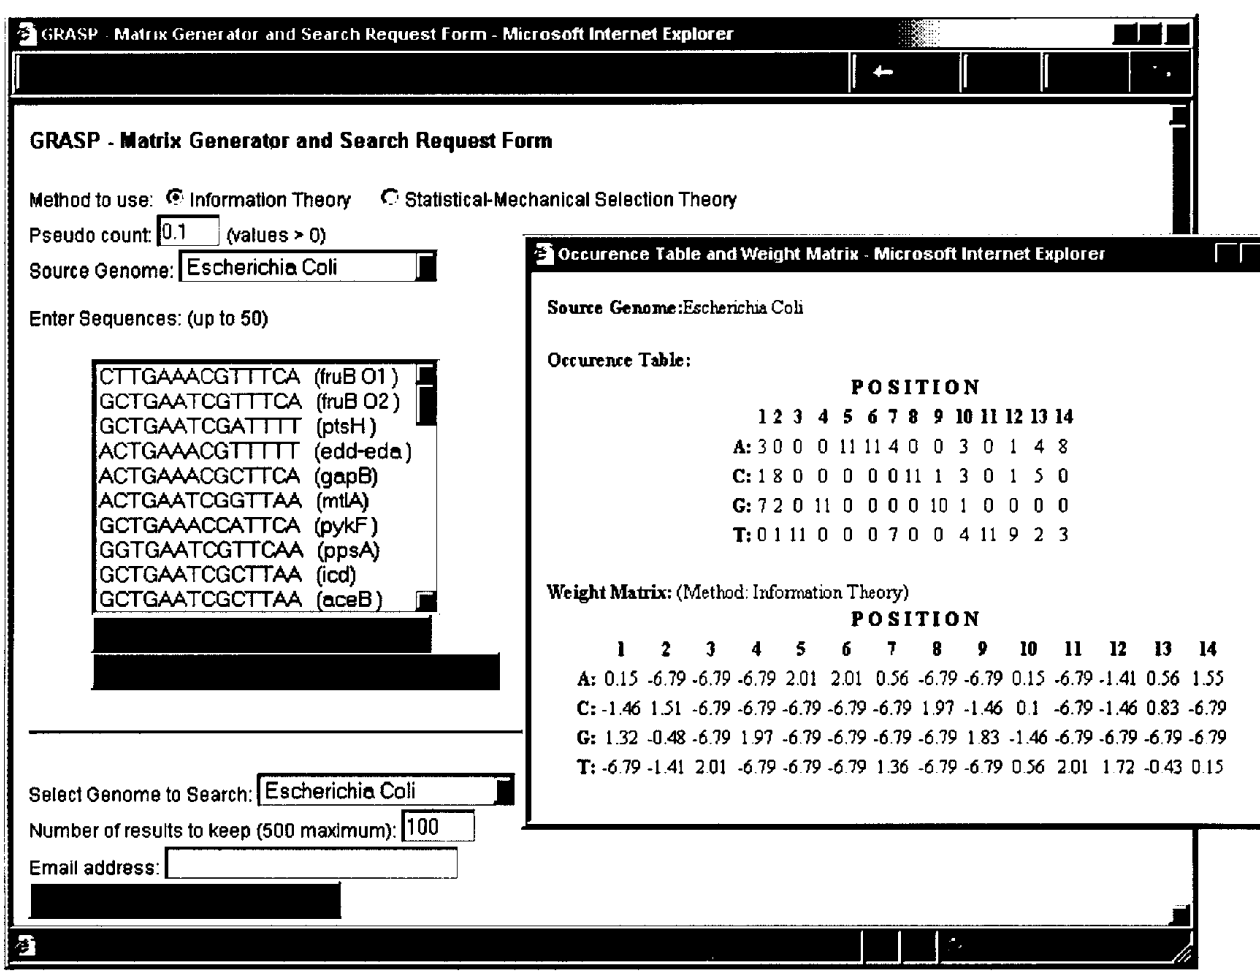 GRASP - Matrix Generator and Search Request Form - Microsoft Internet Explorer
GRASP - Matrix Generator and Search Request Form
Method to use: Information Theory Statistical-Mechanical Selection Theory
Pseudo count: 0.1 (values > 0)
Source Genome: Escherichia Coli
Enter Sequences: (up to 50)
CTTGAAACGTTTCA (fruB O1)
GCTGAATCGTTTCA (fruB O2)
GCTGAATCGATTTT (ptsH)
ACTGAAACGTTTTT (edd-eda)
ACTGAAACGCTTCA (gapB)
ACTGAATCGGTTAA (mtlA)
GCTGAAACCATTCA (pykF)
GGTGAATCGTTCAA (ppsA)
GCTGAATCGCTTAA (icd)
GCTGAATCGCTTAA (aceB)
Select Genome to Search: Escherichia Coli
Number of results to keep (500 maximum): 100
Email address:
Occurence Table and Weight Matrix - Microsoft Internet Explorer
Source Genome:Escherichia Coli
Occurence Table:
POSITION
1 2 3 4 5 6 7 8 9 10 11 12 13 14
A: 3 0 0 0 11 11 4 0 0 3 0 1 4 8
C: 1 8 0 0 0 0 0 11 1 3 0 1 5 0
G: 7 2 0 11 0 0 0 0 10 1 0 0 0 0
T: 0 1 11 0 0 0 7 0 0 4 11 9 2 3
Weight Matrix: (Method: Information Theory)
POSITION
1 2 3 4 5 6 7 8 9 10 11 12 13 14
A: 0.15 -6.79 -6.79 -6.79 2.01 2.01 0.56 -6.79 -6.79 0.15 -6.79 -1.41 0.56 1.55
C: -1.46 1.51 -6.79 -6.79 -6.79 -6.79 -6.79 1.97 -1.46 0.1 -6.79 -1.46 0.83 -6.79
G: 1.32 -0.48 -6.79 1.97 -6.79 -6.79 -6.79 -6.79 1.83 -1.46 -6.79 -6.79 -6.79 -6.79
T: -6.79 -1.41 2.01 -6.79 -6.79 -6.79 1.36 -6.79 -6.79 0.56 2.01 1.72 -0.43 0.15